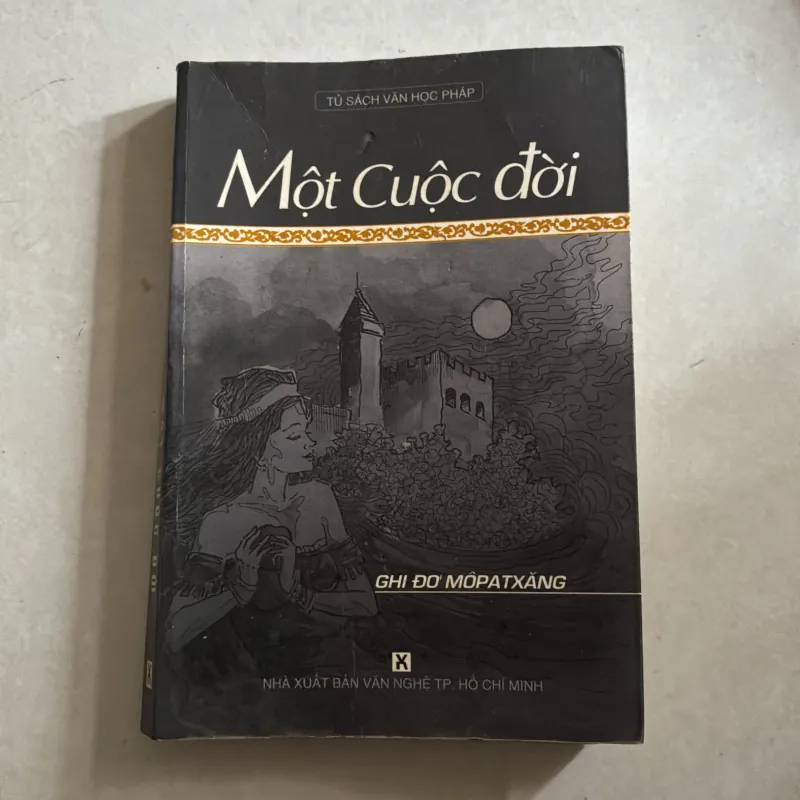 TỦ SÁCH VĂN HỌC PHÁP
Một Cuộc đời
GHI ĐƠ MÔPATXĂNG
NHÀ XUẤT BẢN VĂN NGHỆ TP. HỒ CHÍ MINH